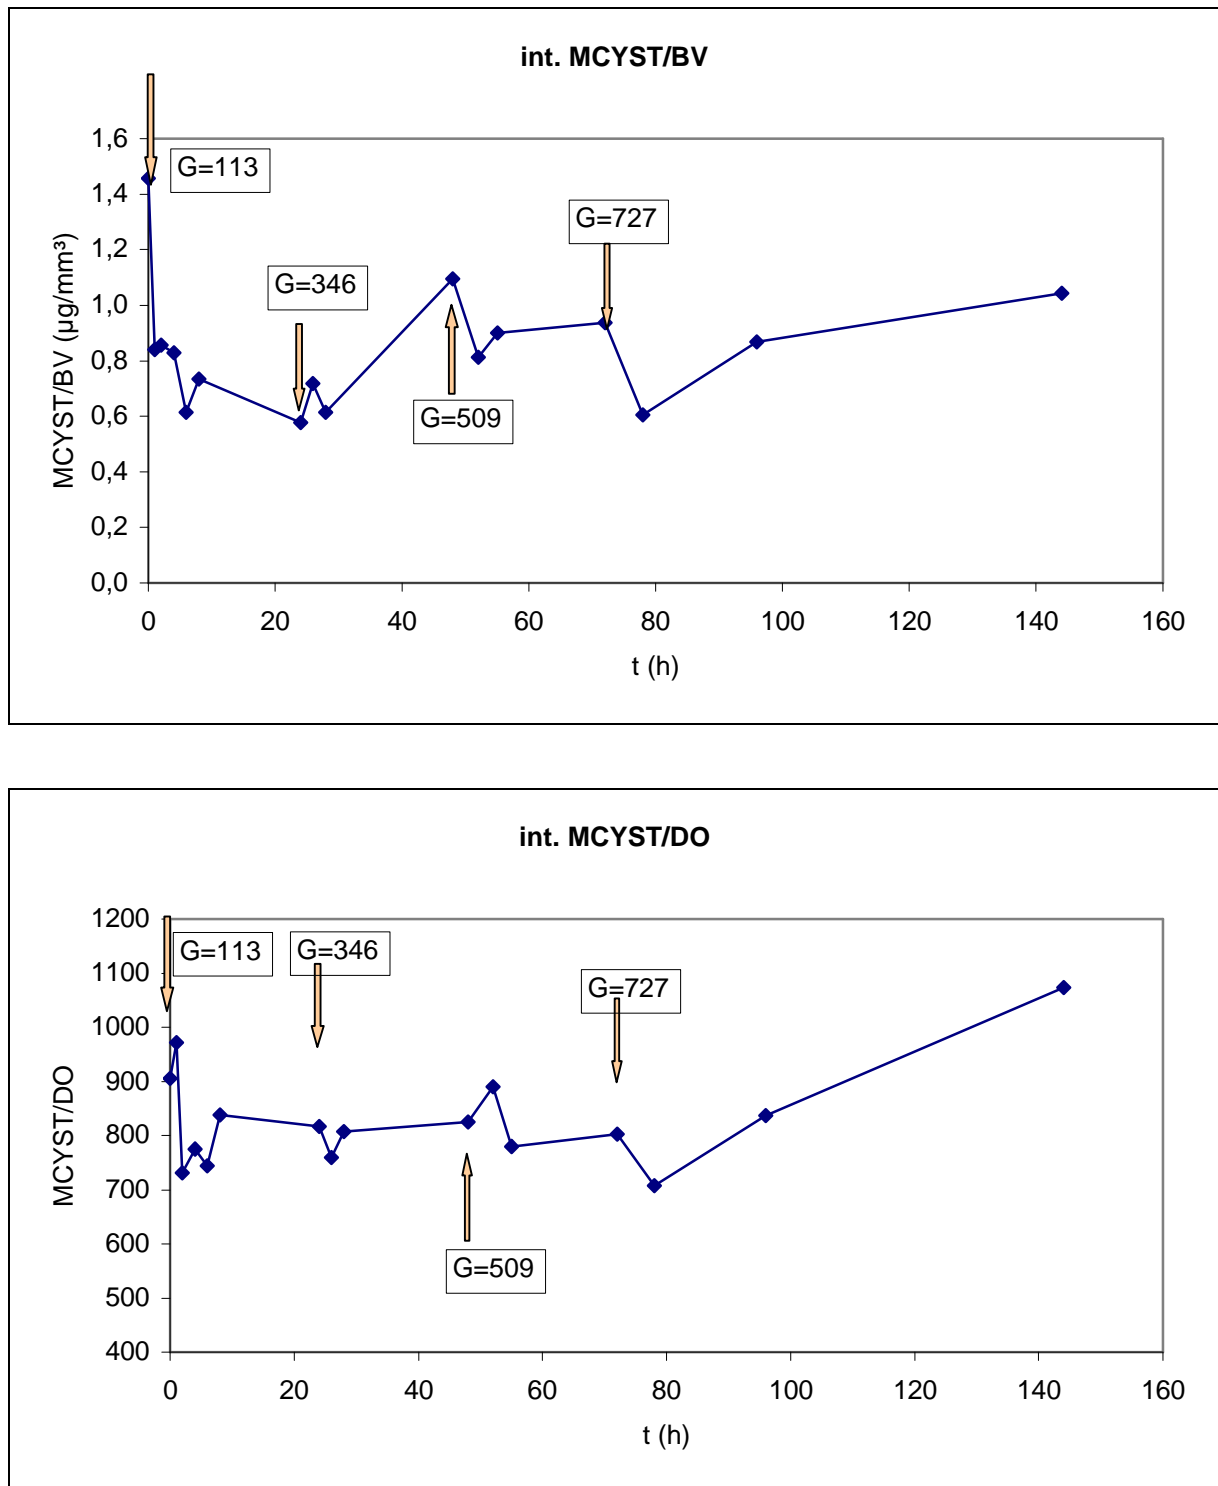 int. MCYST/BV
1,6
1,4
1,2
1,0
0,8
0,6
0,4
0,2
0,0
MCYST/BV (µg/mm³)
G=113
G=346
G=509
G=727
0 20 40 60 80 100 120 140 160
t (h)
int. MCYST/DO
1200
1100
1000
900
800
700
600
500
400
MCYST/DO
G=113
G=346
G=509
G=727
0 20 40 60 80 100 120 140 160
t (h)